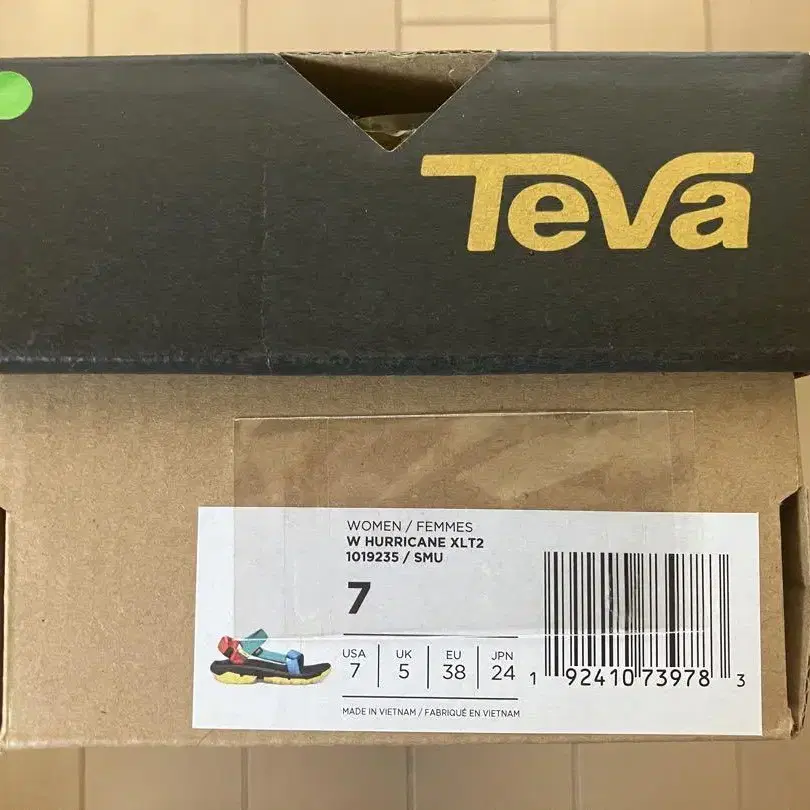 Teva
WOMEN / FEMMES
W HURRICANE XLT2
1019235 / SMU
7
USA UK EU JPN
7 5 38 24
1 92410 73978 3
MADE IN VIETNAM / FABRIQUÉ EN VIETNAM